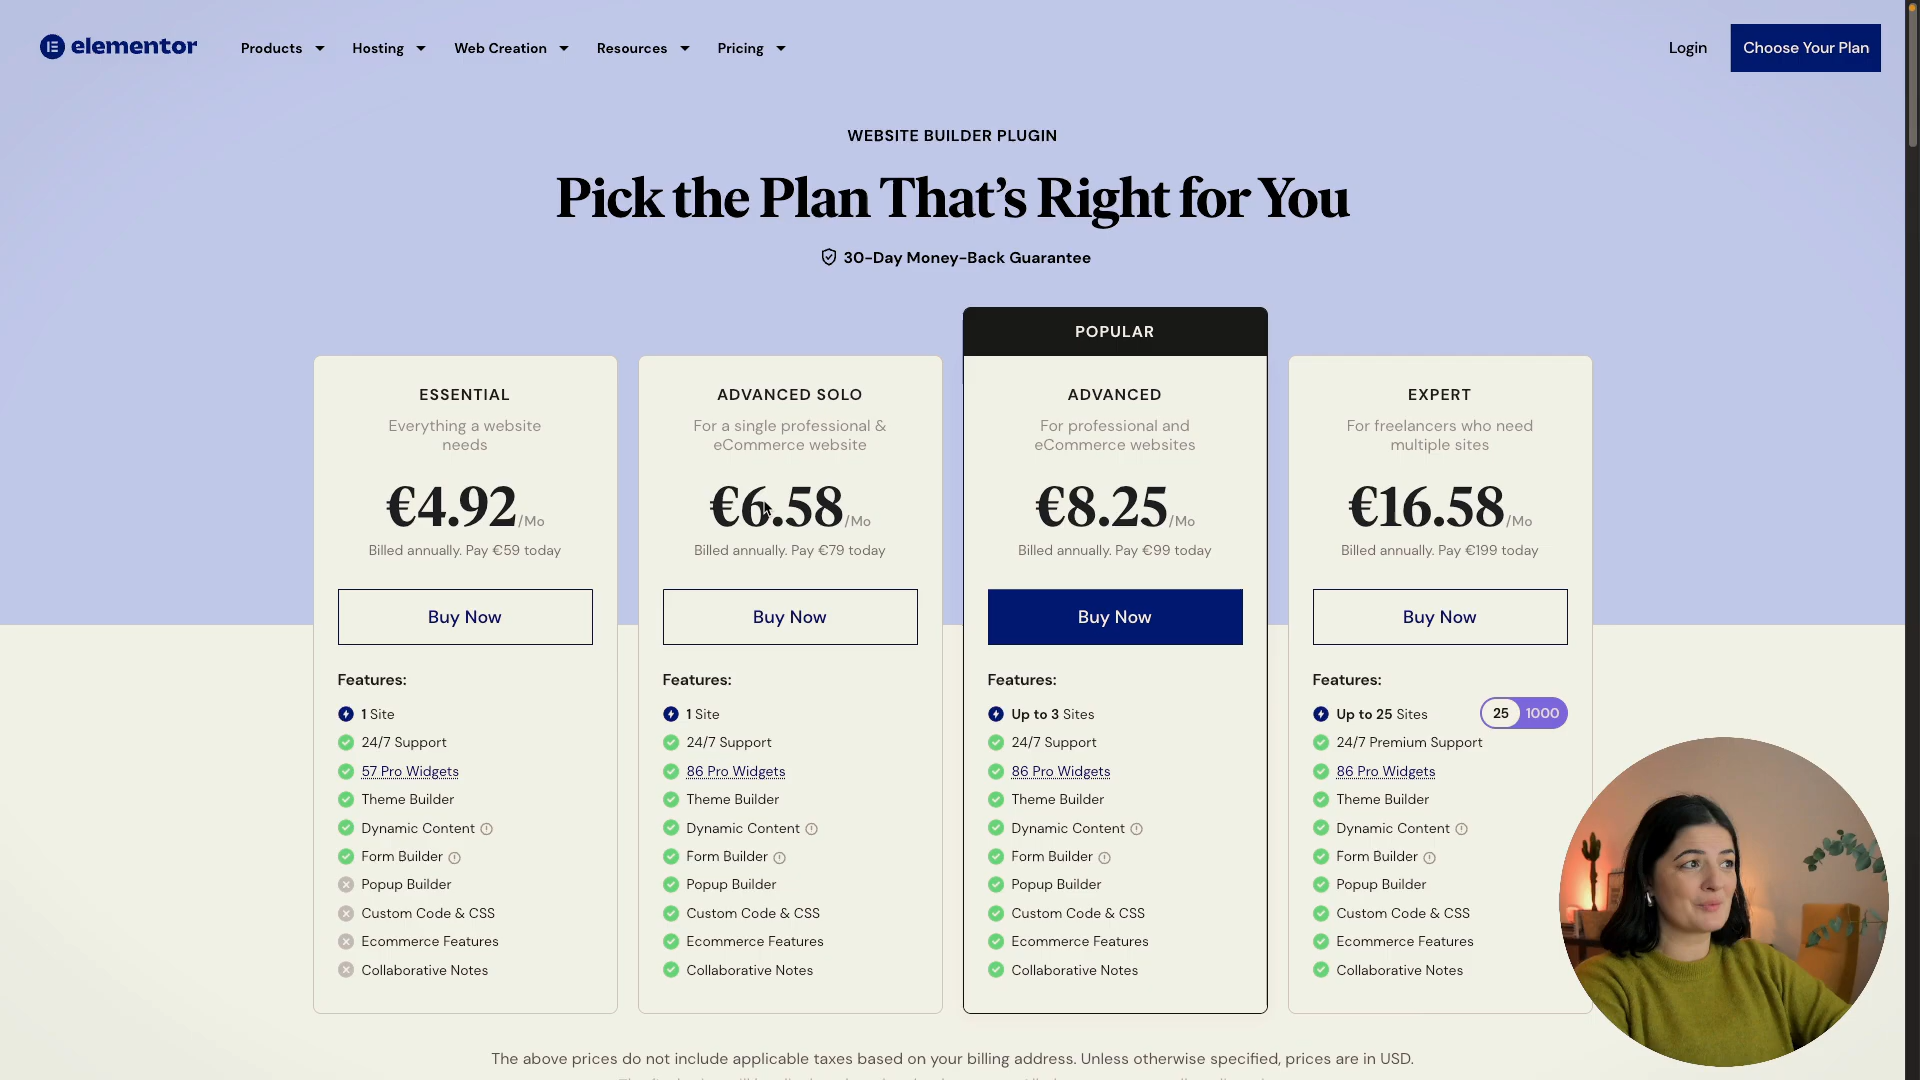 elementor
Products
Hosting
Web Creation
Resources
Pricing
Login
Choose Your Plan
WEBSITE BUILDER PLUGIN
Pick the Plan That's Right for You
30-Day Money-Back Guarantee
ESSENTIAL
Everything a website
needs
€4.92/Mo
Billed annually. Pay €59 today
Buy Now
Features:
1 Site
24/7 Support
57 Pro Widgets
Theme Builder
Dynamic Content
Form Builder
Popup Builder
Custom Code & CSS
Ecommerce Features
Collaborative Notes
ADVANCED SOLO
For a single professional &
eCommerce website
€6.58/Mo
Billed annually. Pay €79 today
Buy Now
Features:
1 Site
24/7 Support
86 Pro Widgets
Theme Builder
Dynamic Content
Form Builder
Popup Builder
Custom Code & CSS
Ecommerce Features
Collaborative Notes
POPULAR
ADVANCED
For professional and
eCommerce websites
€8.25/Mo
Billed annually. Pay €99 today
Buy Now
Features:
Up to 3 Sites
24/7 Support
86 Pro Widgets
Theme Builder
Dynamic Content
Form Builder
Popup Builder
Custom Code & CSS
Ecommerce Features
Collaborative Notes
EXPERT
For freelancers who need
multiple sites
€16.58/Mo
Billed annually. Pay €199 today
Buy Now
Features:
Up to 25 Sites
25 1000
24/7 Premium Support
86 Pro Widgets
Theme Builder
Dynamic Content
Form Builder
Popup Builder
Custom Code & CSS
Ecommerce Features
Collaborative Notes
The above prices do not include applicable taxes based on your billing address. Unless otherwise specified, prices are in USD.